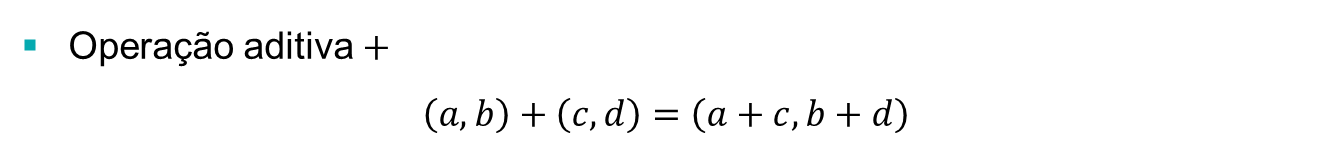 ▪ Operação aditiva +
(𝑎, 𝑏) + (𝑐, 𝑑) = (𝑎 + 𝑐, 𝑏 + 𝑑)